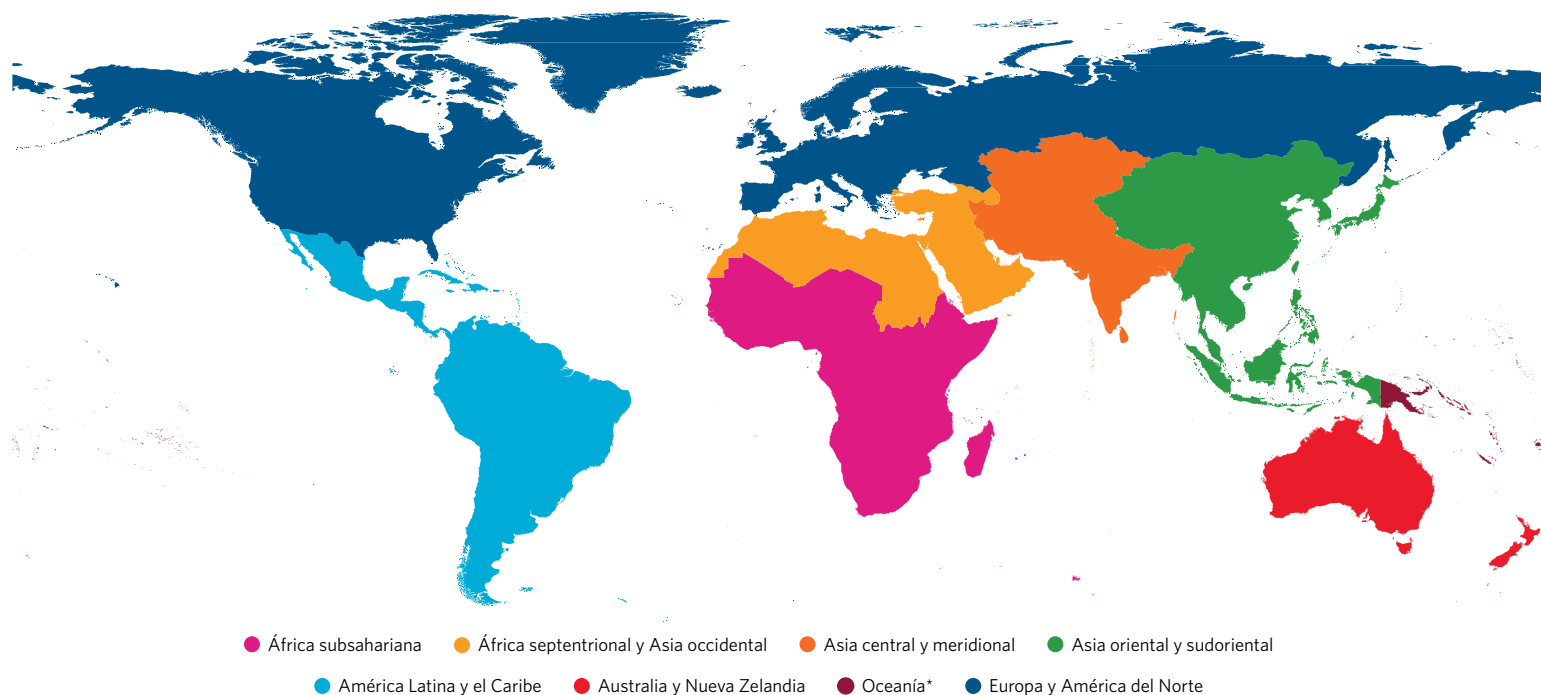 África subsahariana África septentrional y Asia occidental Asia central y meridional Asia oriental y sudoriental
América Latina y el Caribe Australia y Nueva Zelandia Oceanía* Europa y América del Norte